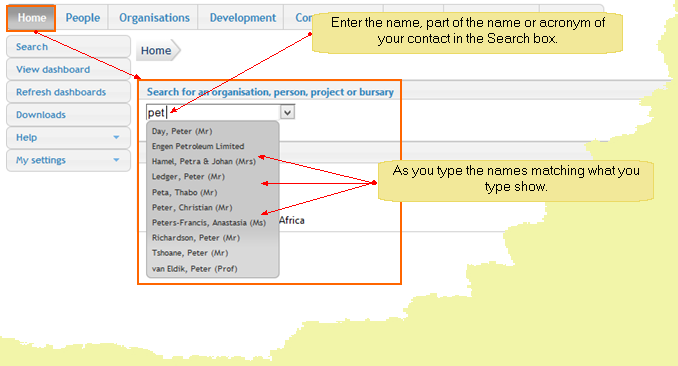 Home People Organisations Development Co
Enter the name, part of the name or acronym of
your contact in the Search box.
Search
Home
View dashboard
Refresh dashboards
Search for an organisation, person, project or bursary
Downloads
pet
Help
My settings
Day, Peter (Mr)
Engen Petroleum Limited
Hamel, Petra & Johan (Mrs)
Ledger, Peter (Mr)
Peta, Thabo (Mr)
Peter, Christian (Mr)
Peters-Francis, Anastasia (Ms)
Richardson, Peter (Mr)
Tshoane, Peter (Mr)
van Eldik, Peter (Prof)
As you type the names matching what you
type show.
Africa